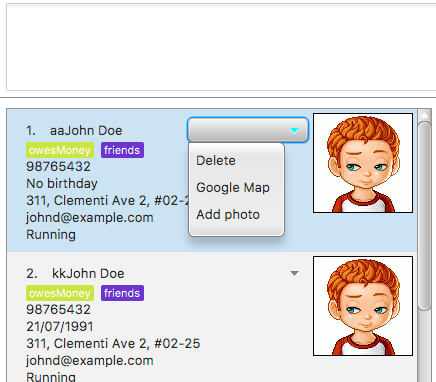 1. aaJohn Doe
owesMoney friends
98765432
No birthday
311, Clementi Ave 2, #02-2
johnd@example.com
Running
Delete
Google Map
Add photo
2. kkJohn Doe
owesMoney friends
98765432
21/07/1991
311, Clementi Ave 2, #02-25
johnd@example.com
Running